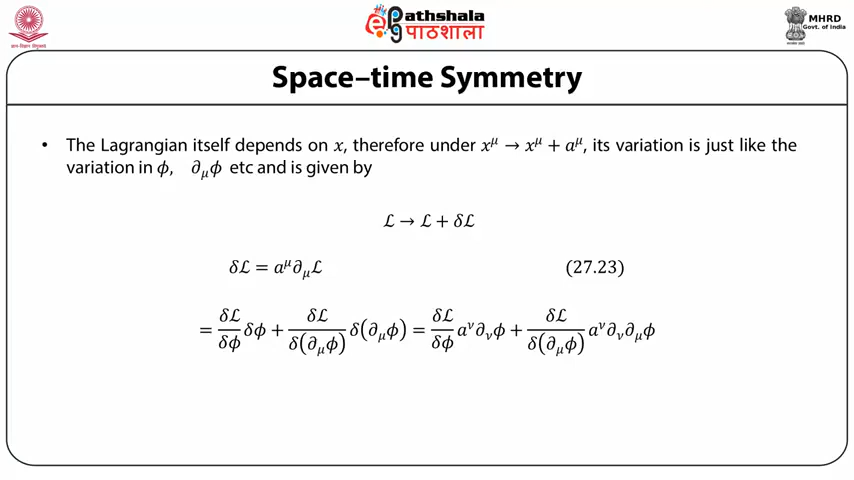 ePathshala
पाठशाला
MHRD
Govt. of India
Space–time Symmetry
• The Lagrangian itself depends on 𝑥, therefore under 𝑥^𝜇 → 𝑥^𝜇 + 𝑎^𝜇, its variation is just like the
variation in 𝜙, ∂_𝜇𝜙 etc and is given by
ℒ → ℒ + 𝛿ℒ
𝛿ℒ = 𝑎^𝜇∂_𝜇ℒ (27.23)
= 𝛿ℒ/𝛿𝜙 𝛿𝜙 + 𝛿ℒ/𝛿(∂_𝜇𝜙) 𝛿(∂_𝜇𝜙) = 𝛿ℒ/𝛿𝜙 𝑎^𝜈∂_𝜈𝜙 + 𝛿ℒ/𝛿(∂_𝜇𝜙) 𝑎^𝜈∂_𝜈∂_𝜇𝜙